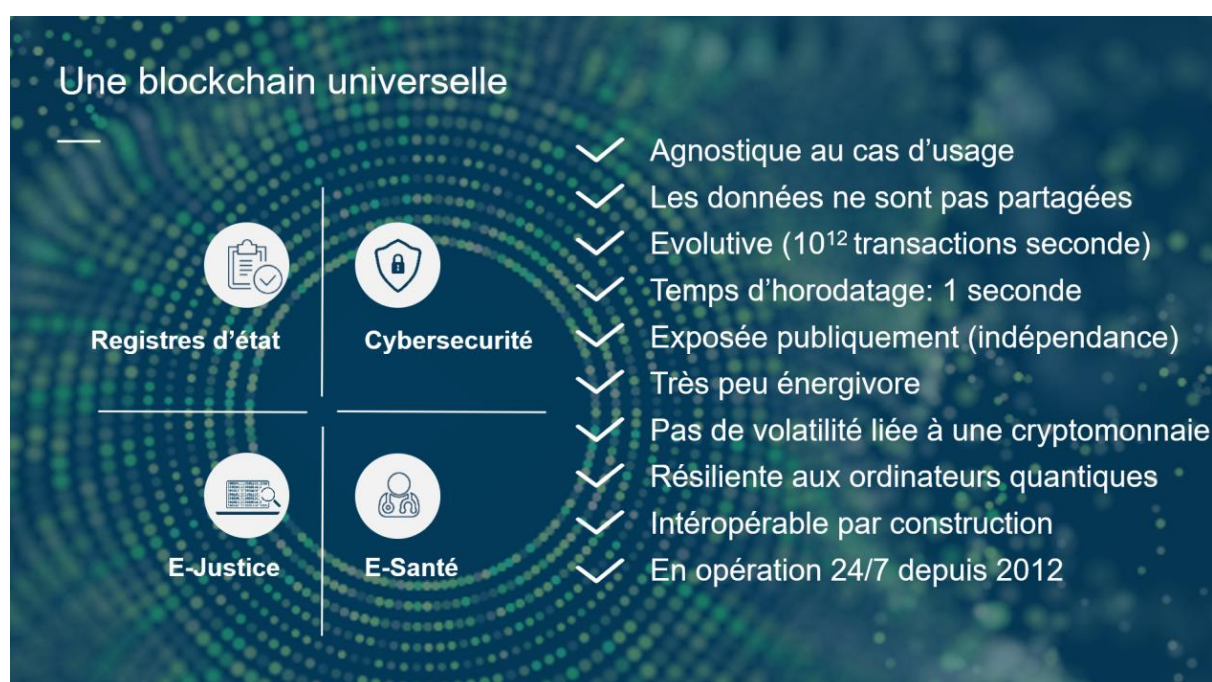 Une blockchain universelle
Registres d'état
Cybersecurité
E-Justice
E-Santé
Agnostique au cas d'usage
Les données ne sont pas partagées
Evolutive (10¹² transactions seconde)
Temps d'horodatage: 1 seconde
Exposée publiquement (indépendance)
Très peu énergivore
Pas de volatilité liée à une cryptomonnaie
Résiliente aux ordinateurs quantiques
Intéropérable par construction
En opération 24/7 depuis 2012